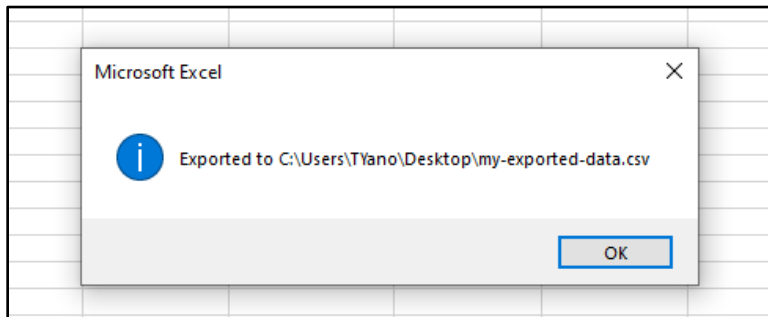 Microsoft Excel
Exported to C:\Users\TYano\Desktop\my-exported-data.csv
OK